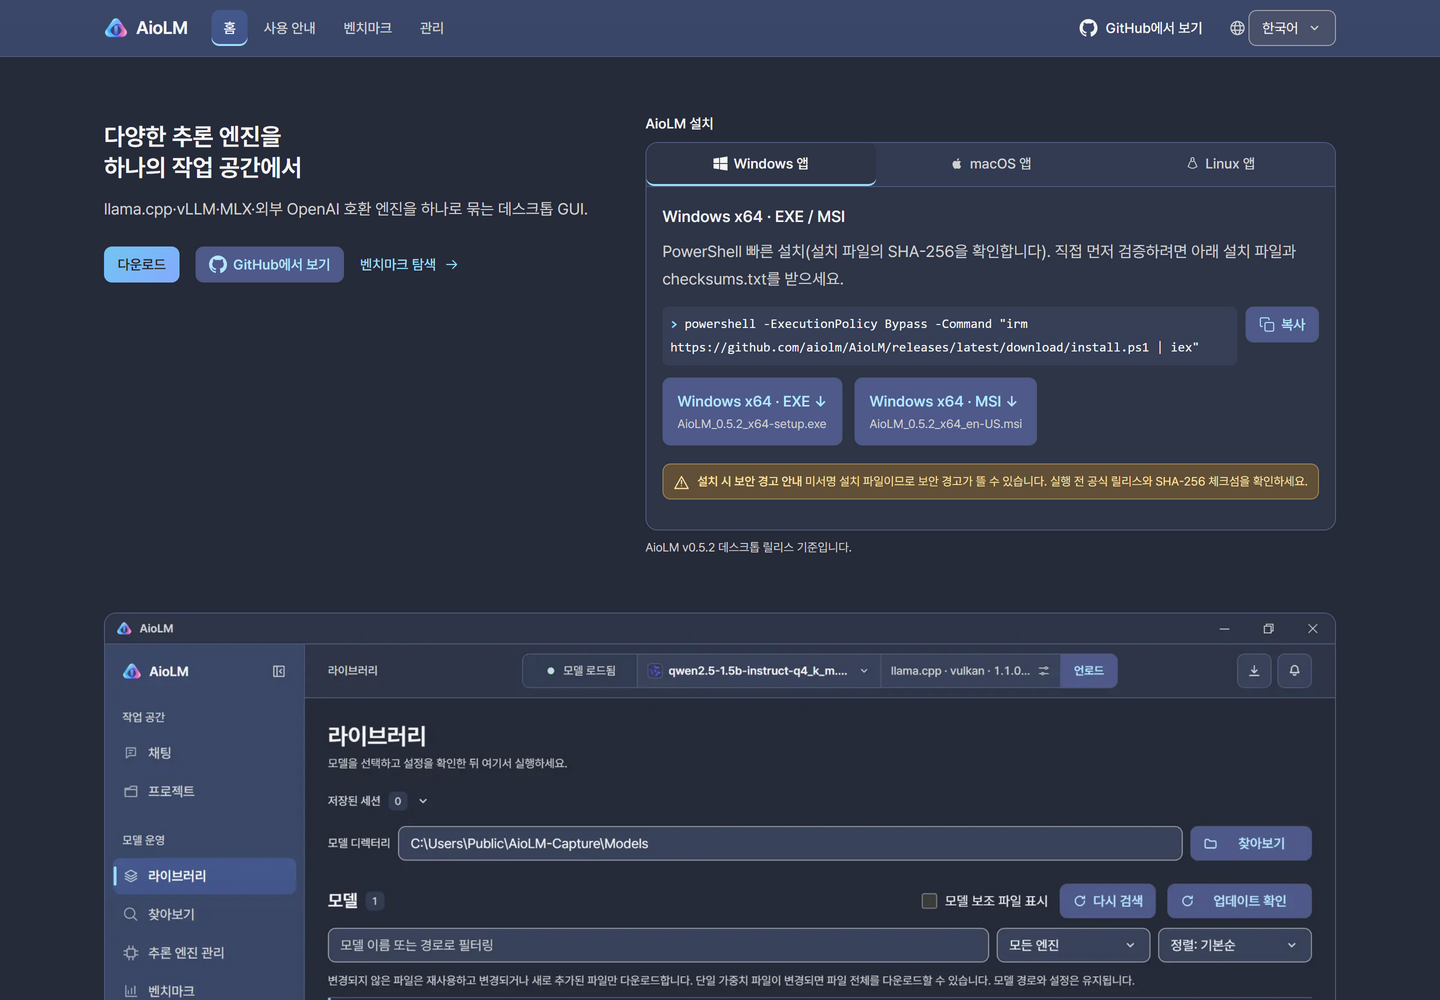 AioLM
홈
사용 안내
벤치마크
관리
GitHub에서 보기
한국어
다양한 추론 엔진을
하나의 작업 공간에서
llama.cpp·vLLM·MLX·외부 OpenAI 호환 엔진을 하나로 묶는 데스크톱 GUI.
다운로드
GitHub에서 보기
벤치마크 탐색 →
AioLM 설치
Windows 앱
macOS 앱
Linux 앱
Windows x64 · EXE / MSI
PowerShell 빠른 설치(설치 파일의 SHA-256을 확인합니다). 직접 먼저 검증하려면 아래 설치 파일과
checksums.txt를 받으세요.
> powershell -ExecutionPolicy Bypass -Command "irm
https://github.com/aiolm/AioLM/releases/latest/download/install.ps1 | iex"
복사
Windows x64 · EXE ↓
AioLM_0.5.2_x64-setup.exe
Windows x64 · MSI ↓
AioLM_0.5.2_x64_en-US.msi
설치 시 보안 경고 안내 미서명 설치 파일이므로 보안 경고가 뜰 수 있습니다. 실행 전 공식 릴리스와 SHA-256 체크섬을 확인하세요.
AioLM v0.5.2 데스크톱 릴리스 기준입니다.
AioLM
AioLM
작업 공간
채팅
프로젝트
모델 운영
라이브러리
찾아보기
추론 엔진 관리
벤치마크
라이브러리
모델 로드됨
qwen2.5-1.5b-instruct-q4_k_m....
llama.cpp · vulkan · 1.1.0...
언로드
라이브러리
모델을 선택하고 설정을 확인한 뒤 여기서 실행하세요.
저장된 세션 0
모델 디렉터리
C:\Users\Public\AioLM-Capture\Models
찾아보기
모델 1
모델 보조 파일 표시
다시 검색
업데이트 확인
모델 이름 또는 경로로 필터링
모든 엔진
정렬: 기본순
변경되지 않은 파일은 재사용하고 변경되거나 새로 추가된 파일만 다운로드합니다. 단일 가중치 파일이 변경되면 파일 전체를 다운로드할 수 있습니다. 모델 경로와 설정은 유지됩니다.